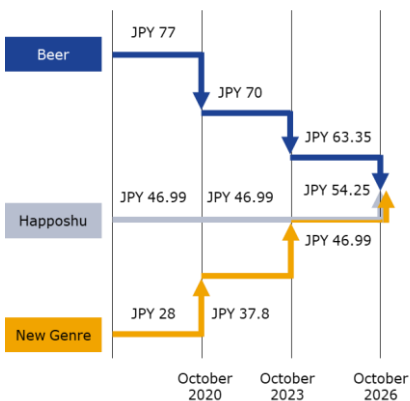 JPY 77
Beer
JPY 70
JPY 63.35
JPY 46.99
JPY 46.99
JPY 54.25
Happoshu
JPY 46.99
JPY 28
JPY 37.8
New Genre
October
2020
October
2023
October
2026